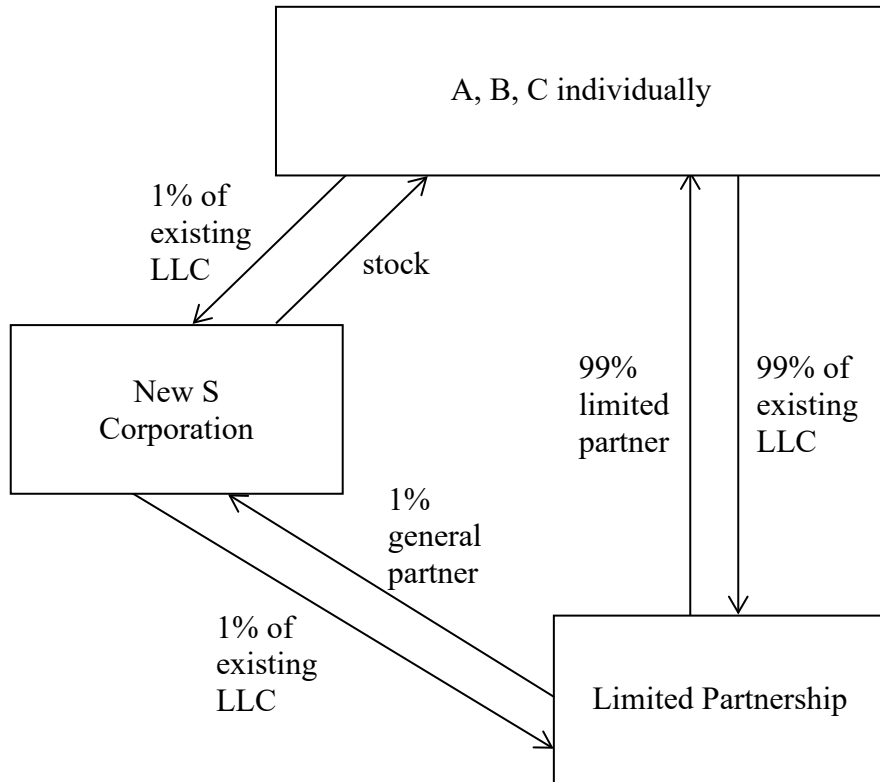 A, B, C individually
1% of
existing
LLC
stock
New S
Corporation
99%
limited
partner
99% of
existing
LLC
1%
general
partner
1% of
existing
LLC
Limited Partnership